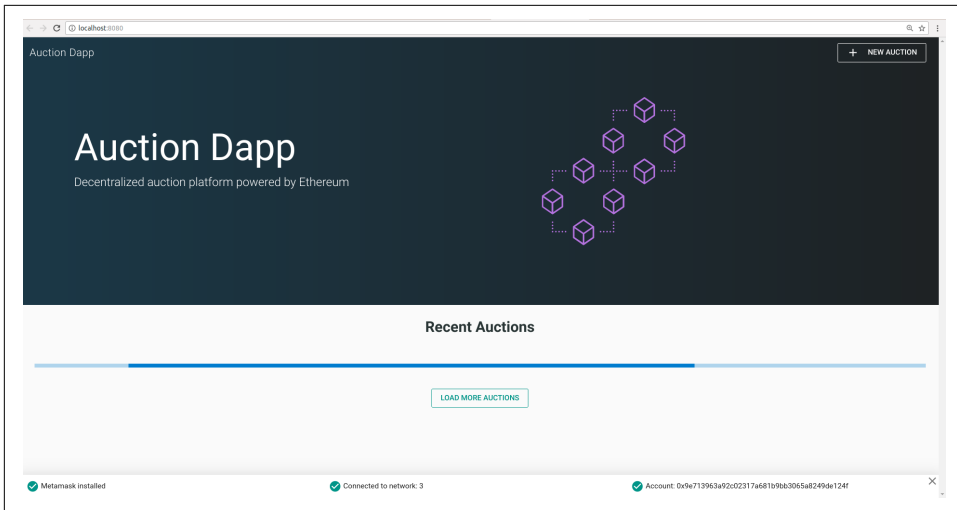 localhost:8080
Auction Dapp
NEW AUCTION
Auction Dapp
Decentralized auction platform powered by Ethereum
Recent Auctions
LOAD MORE AUCTIONS
Metamask installed
Connected to network: 3
Account: 0x9e713963a92c02317a681b9bb3065a8249de124f